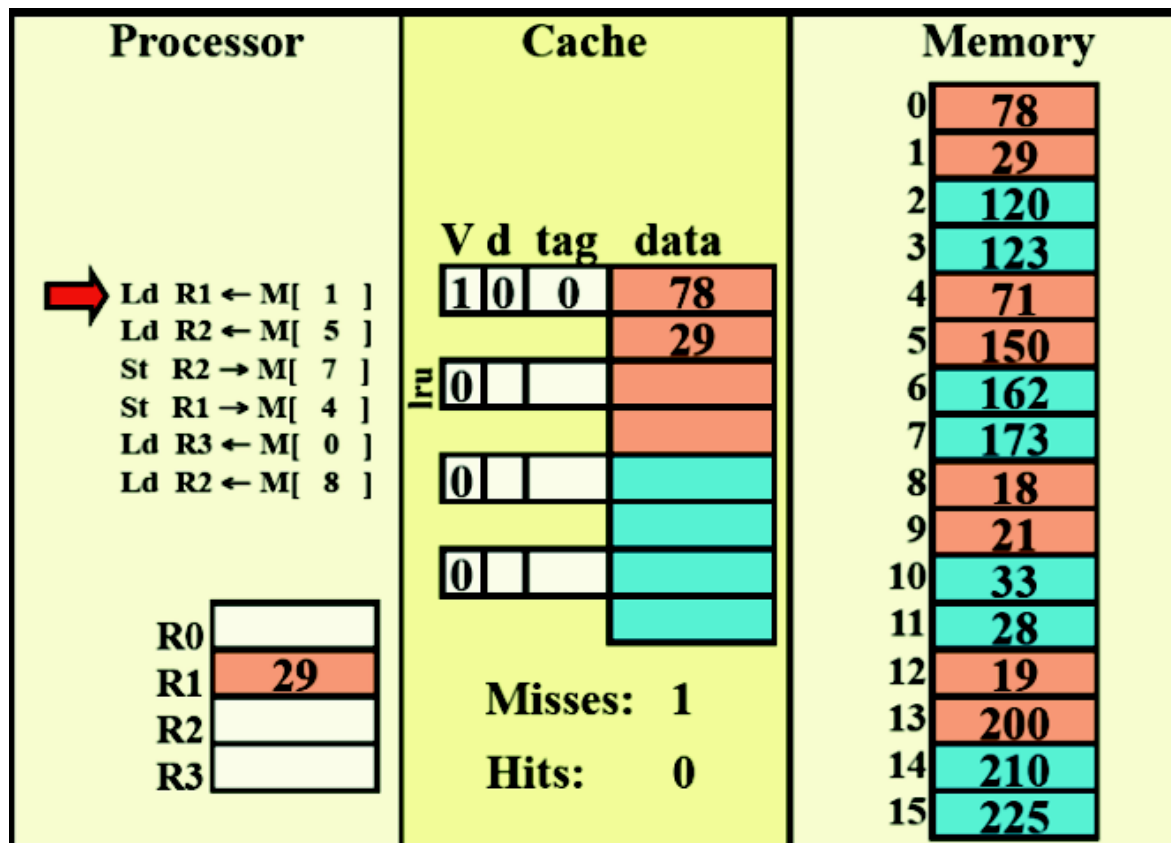 Processor
Ld R1 ← M[ 1 ]
Ld R2 ← M[ 5 ]
St R2 → M[ 7 ]
St R1 → M[ 4 ]
Ld R3 ← M[ 0 ]
Ld R2 ← M[ 8 ]
R0
R1 29
R2
R3
Cache
V d tag data
1 0 0 78
29
lru
0
0
0
Misses: 1
Hits: 0
Memory
0 78
1 29
2 120
3 123
4 71
5 150
6 162
7 173
8 18
9 21
10 33
11 28
12 19
13 200
14 210
15 225